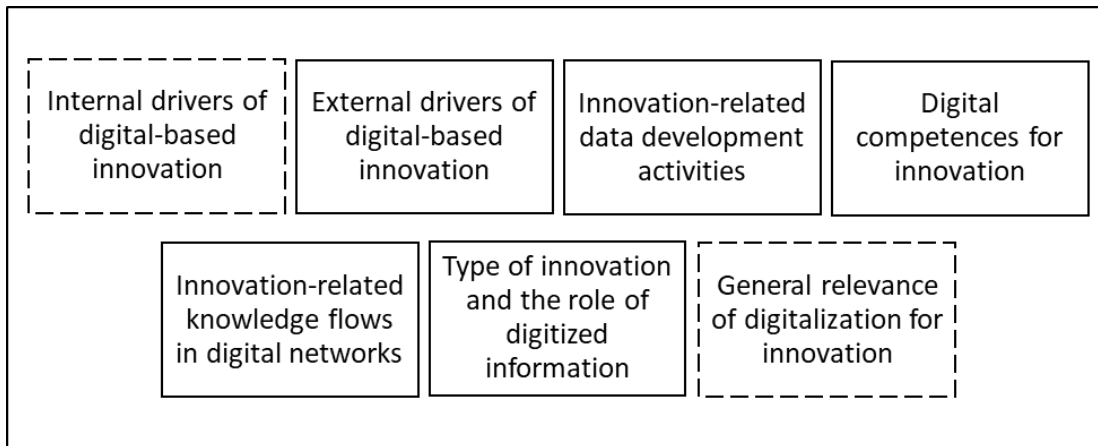 Internal drivers of
digital-based
innovation
External drivers of
digital-based
innovation
Innovation-related
data development
activities
Digital
competences for
innovation
Innovation-related
knowledge flows
in digital networks
Type of innovation
and the role of
digitized
information
General relevance
of digitalization for
innovation